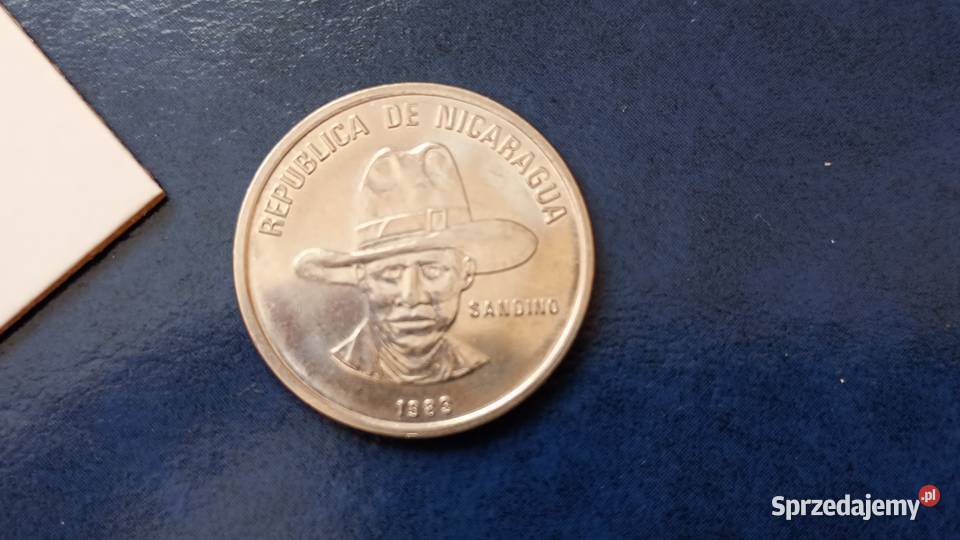 REPUBLICA DE NICARAGUA
SANDINO
1983
Sprzedajemy.pl